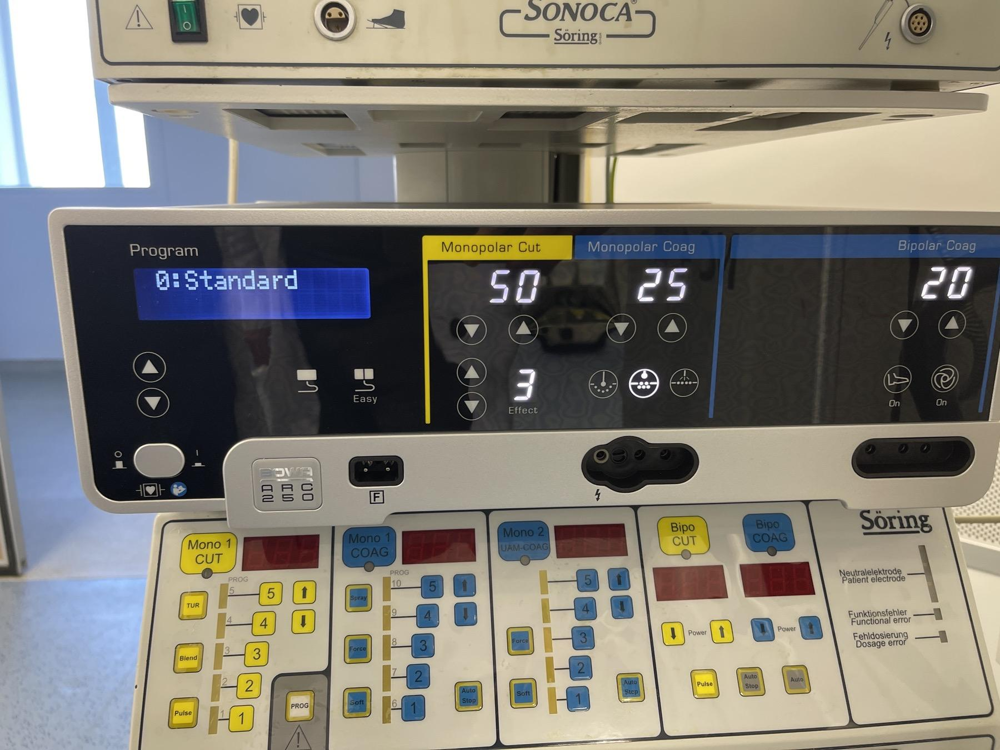 SONOCA®
Söring GmbH
Program
0:Standard
Easy
Monopolar Cut
50
3
Effect
Monopolar Coag
25
Bipolar Coag
20
On
On
BOWA
ARC
250
F
Mono 1
CUT
PROG
TUR
5
5
4
4
Blend
3
3
2
2
Pulse
1
1
PROG
Mono 1
COAG
PROG
Spray
10
5
9
4
Force
8
3
7
2
Soft
6
1
Auto
Stop
Mono 2
UAM-COAG
5
4
Force
3
2
Soft
1
Auto
Stop
Bipo
CUT
Bipo
COAG
Power
Power
Pulse
Auto
Stop
Auto
Söring
Neutralelektrode
Patient electrode
Funktionsfehler
Functional error
Fehldosierung
Dosage error